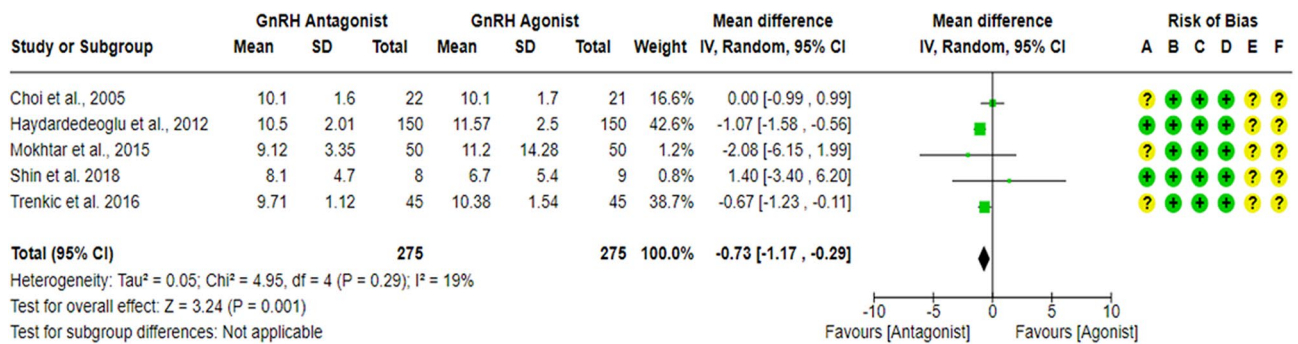 GnRH Antagonist GnRH Agonist Mean difference Mean difference Risk of Bias
Study or Subgroup Mean SD Total Mean SD Total Weight IV, Random, 95% CI IV, Random, 95% CI A B C D E F
Choi et al., 2005 10.1 1.6 22 10.1 1.7 21 16.6% 0.00 [-0.99 , 0.99] ? + + + ? ?
Haydardedeoglu et al., 2012 10.5 2.01 150 11.57 2.5 150 42.6% -1.07 [-1.58 , -0.56] + + + + ? ?
Mokhtar et al., 2015 9.12 3.35 50 11.2 14.28 50 1.2% -2.08 [-6.15 , 1.99] ? + + + ? ?
Shin et al. 2018 8.1 4.7 8 6.7 5.4 9 0.8% 1.40 [-3.40 , 6.20] + + + + ? ?
Trenkic et al. 2016 9.71 1.12 45 10.38 1.54 45 38.7% -0.67 [-1.23 , -0.11] ? + + + ? ?
Total (95% CI) 275 275 100.0% -0.73 [-1.17 , -0.29]
Heterogeneity: Tau² = 0.05; Chi² = 4.95, df = 4 (P = 0.29); I² = 19%
Test for overall effect: Z = 3.24 (P = 0.001)
Test for subgroup differences: Not applicable
-10 -5 0 5 10
Favours [Antagonist] Favours [Agonist]